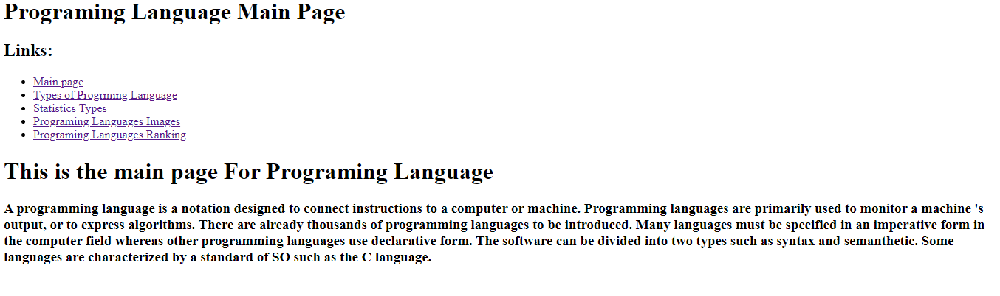 Programing Language Main Page
Links:
Main page
Types of Progrming Language
Statistics Types
Programing Languages Images
Programing Languages Ranking
This is the main page For Programing Language
A programming language is a notation designed to connect instructions to a computer or machine. Programming languages are primarily used to monitor a machine 's
output, or to express algorithms. There are already thousands of programming languages to be introduced. Many languages must be specified in an imperative form in
the computer field whereas other programming languages use declarative form. The software can be divided into two types such as syntax and semanthetic. Some
languages are characterized by a standard of SO such as the C language.